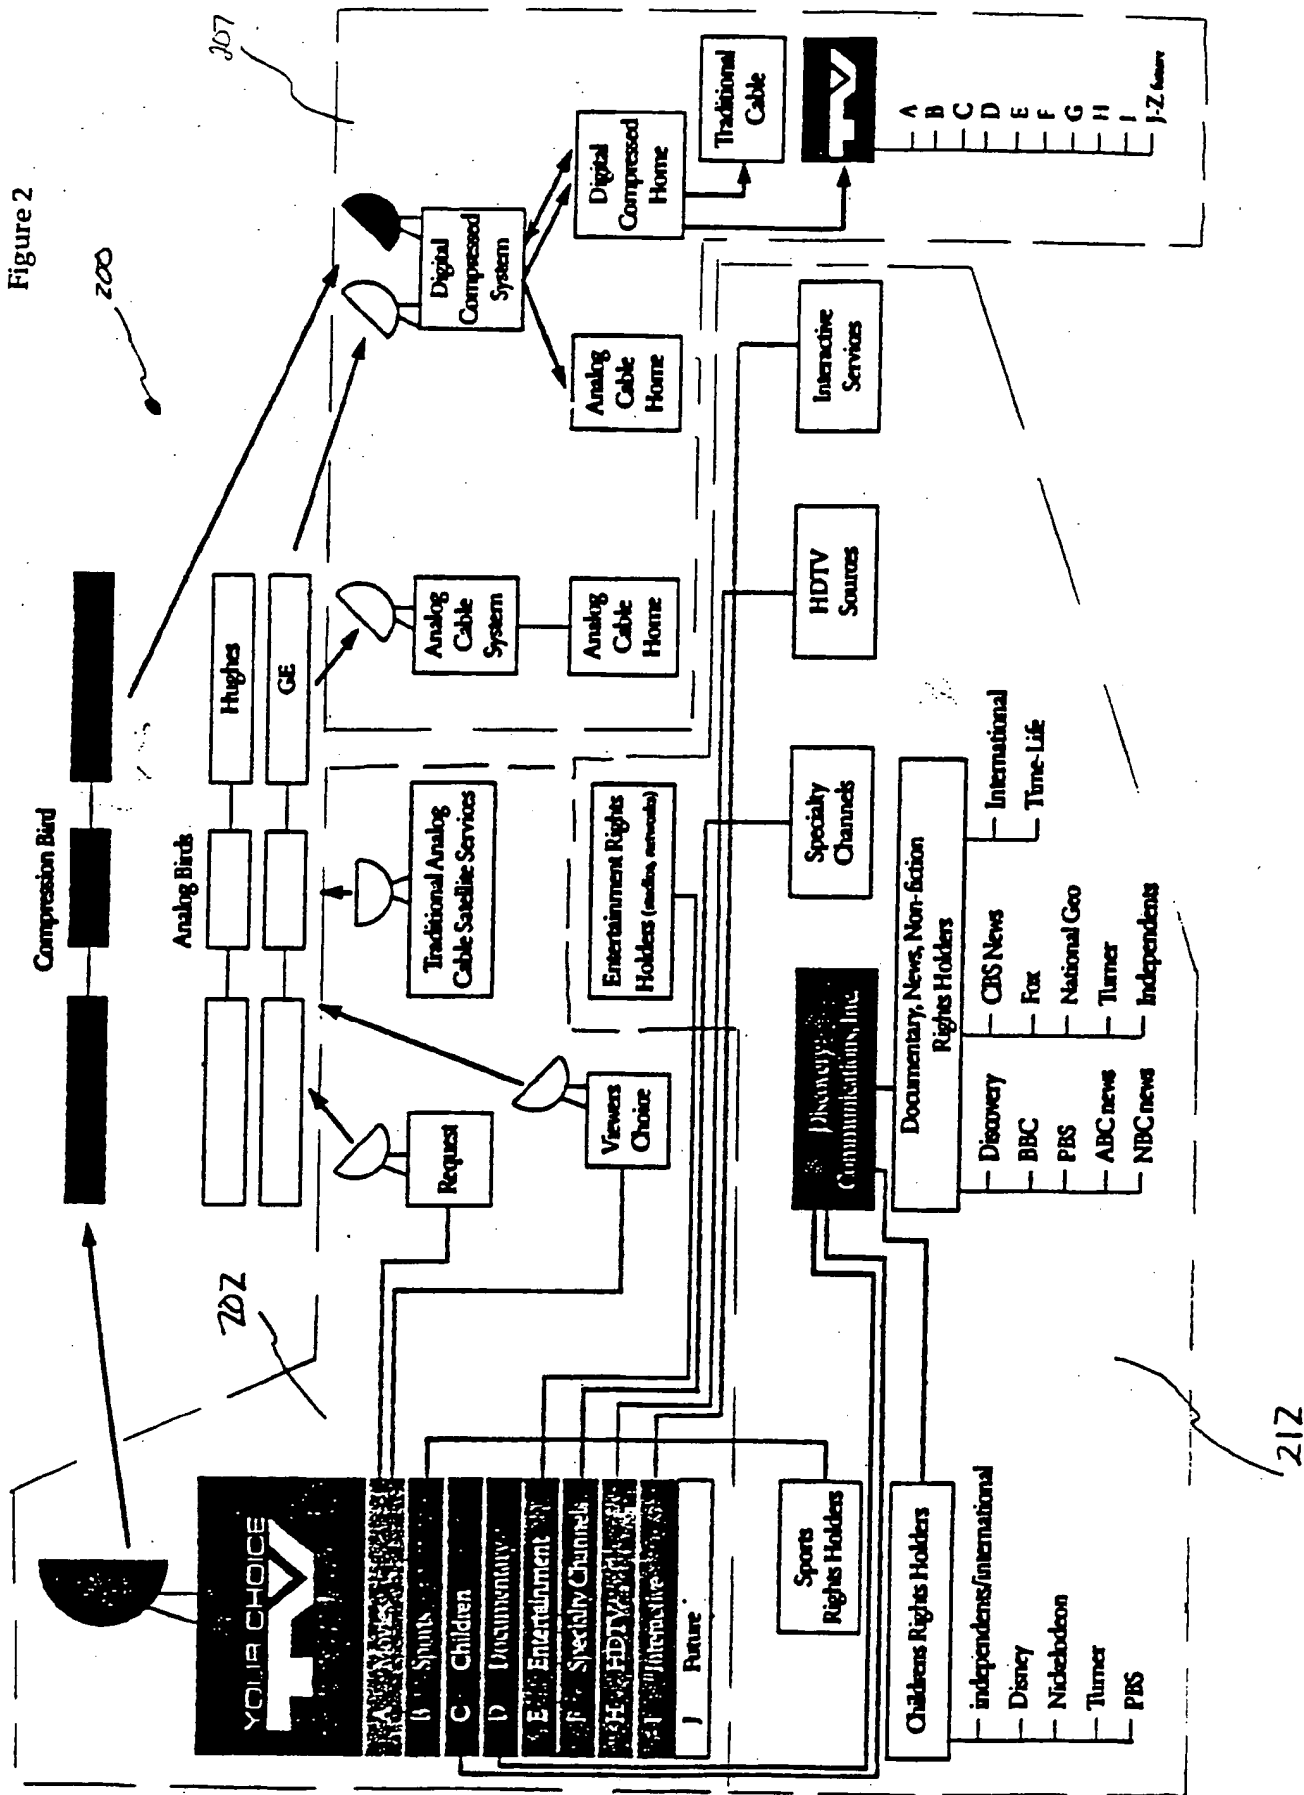 Figure 2
200
207
Compression Bird
Analog Birds
Hughes
GE
202
YOUR CHOICE
TV
A Movies
B Sports
C Children
D Documentary
E Entertainment
F Specialty Channels
HDTV
Interactive
J Future
Request
Viewers
Choice
Traditional Analog
Cable Satellite Services
Entertainment Rights
Holders (studios, networks)
Analog
Cable
System
Analog
Cable
Home
Digital
Compressed
System
Analog
Cable
Home
Digital
Compressed
Home
Traditional
Cable
TV
A
B
C
D
E
F
G
H
I
J-Z future
Sports
Rights Holders
Childrens Rights Holders
independents/international
Disney
Nickelodeon
Turner
PBS
Discovery
Communications, Inc.
Documentary, News, Non-fiction
Rights Holders
Discovery
BBC
PBS
ABC news
NBC news
CBS News
Fox
National Geo
Turner
Independents
International
Time-Life
Specialty
Channels
HDTV
Sources
Interactive
Services
212